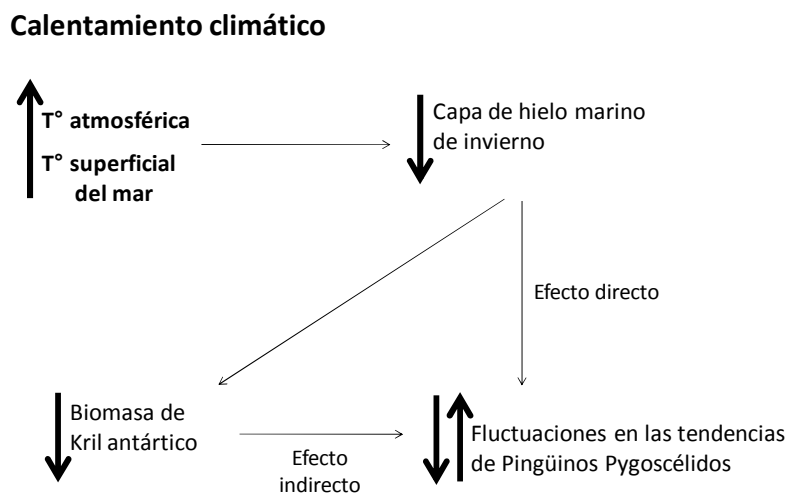 Calentamiento climático
T° atmosférica
T° superficial
del mar
Capa de hielo marino
de invierno
Efecto directo
Biomasa de
Kril antártico
Efecto
indirecto
Fluctuaciones en las tendencias
de Pingüinos Pygoscélidos